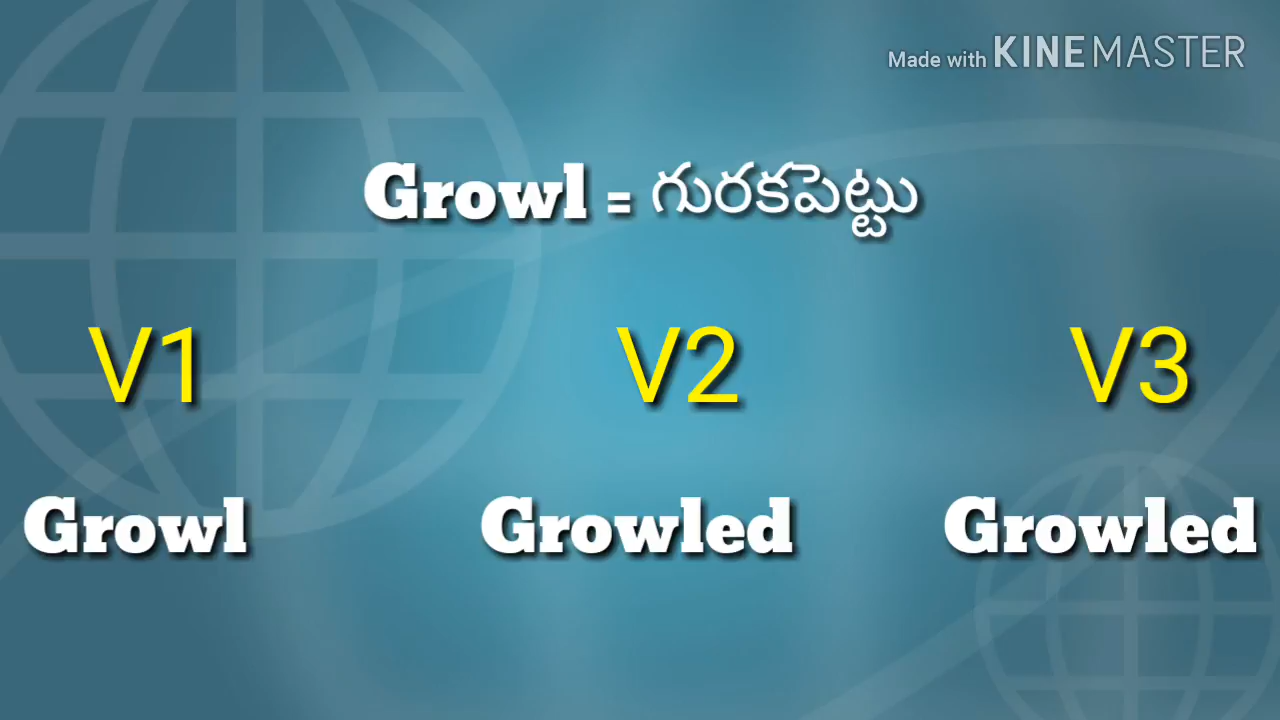 Made with KINEMASTER
Growl = గురకపెట్టు
V1 V2 V3
Growl Growled Growled